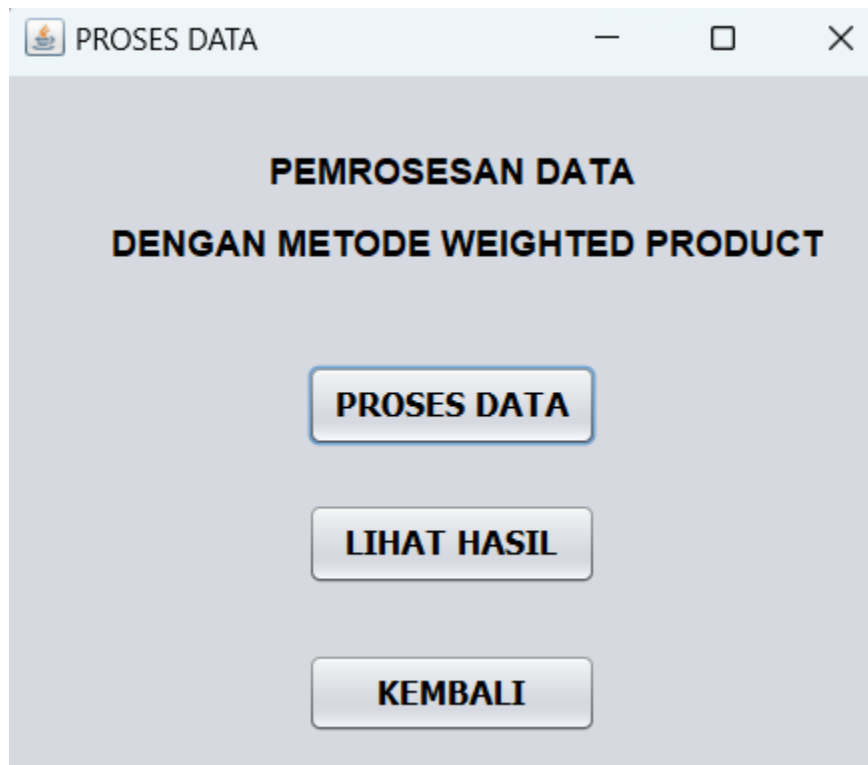 PROSES DATA
PEMROSESAN DATA
DENGAN METODE WEIGHTED PRODUCT
PROSES DATA
LIHAT HASIL
KEMBALI